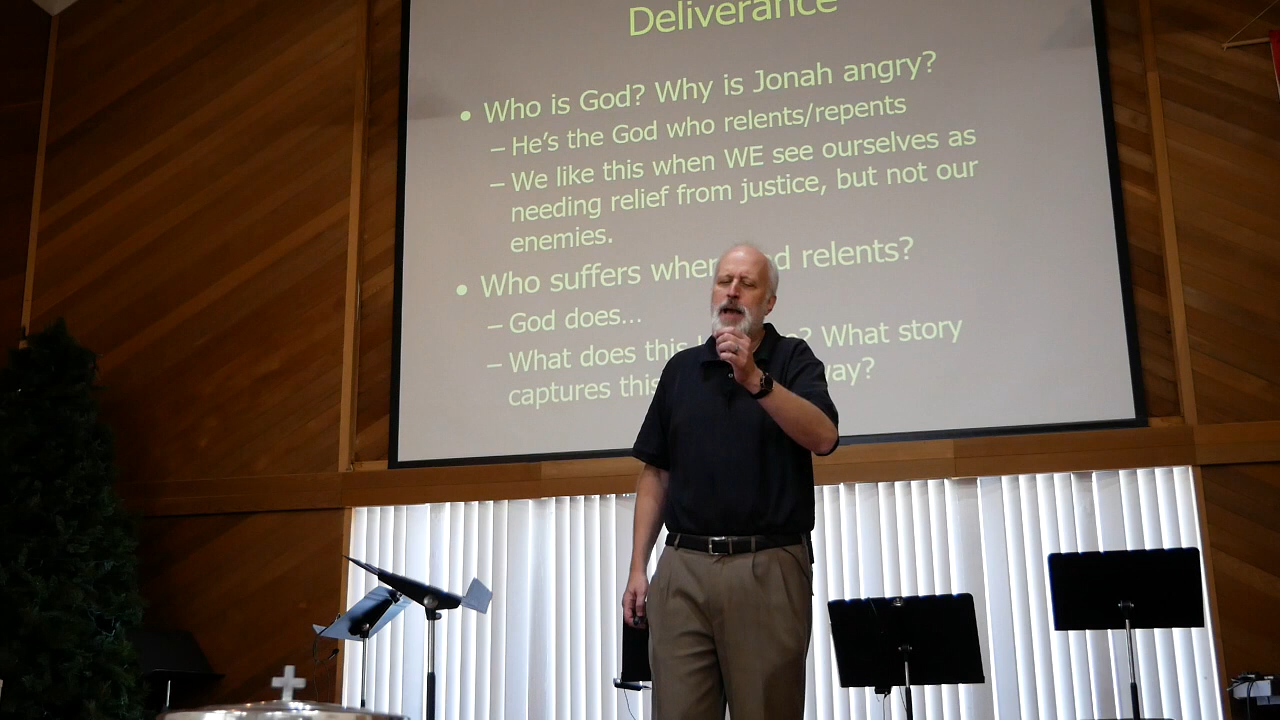 Deliverance
• Who is God? Why is Jonah angry?
– He's the God who relents/repents
– We like this when WE see ourselves as
needing relief from justice, but not our
enemies.
• Who suffers when relents?
– God does...
– What does this ? What story
captures this way?